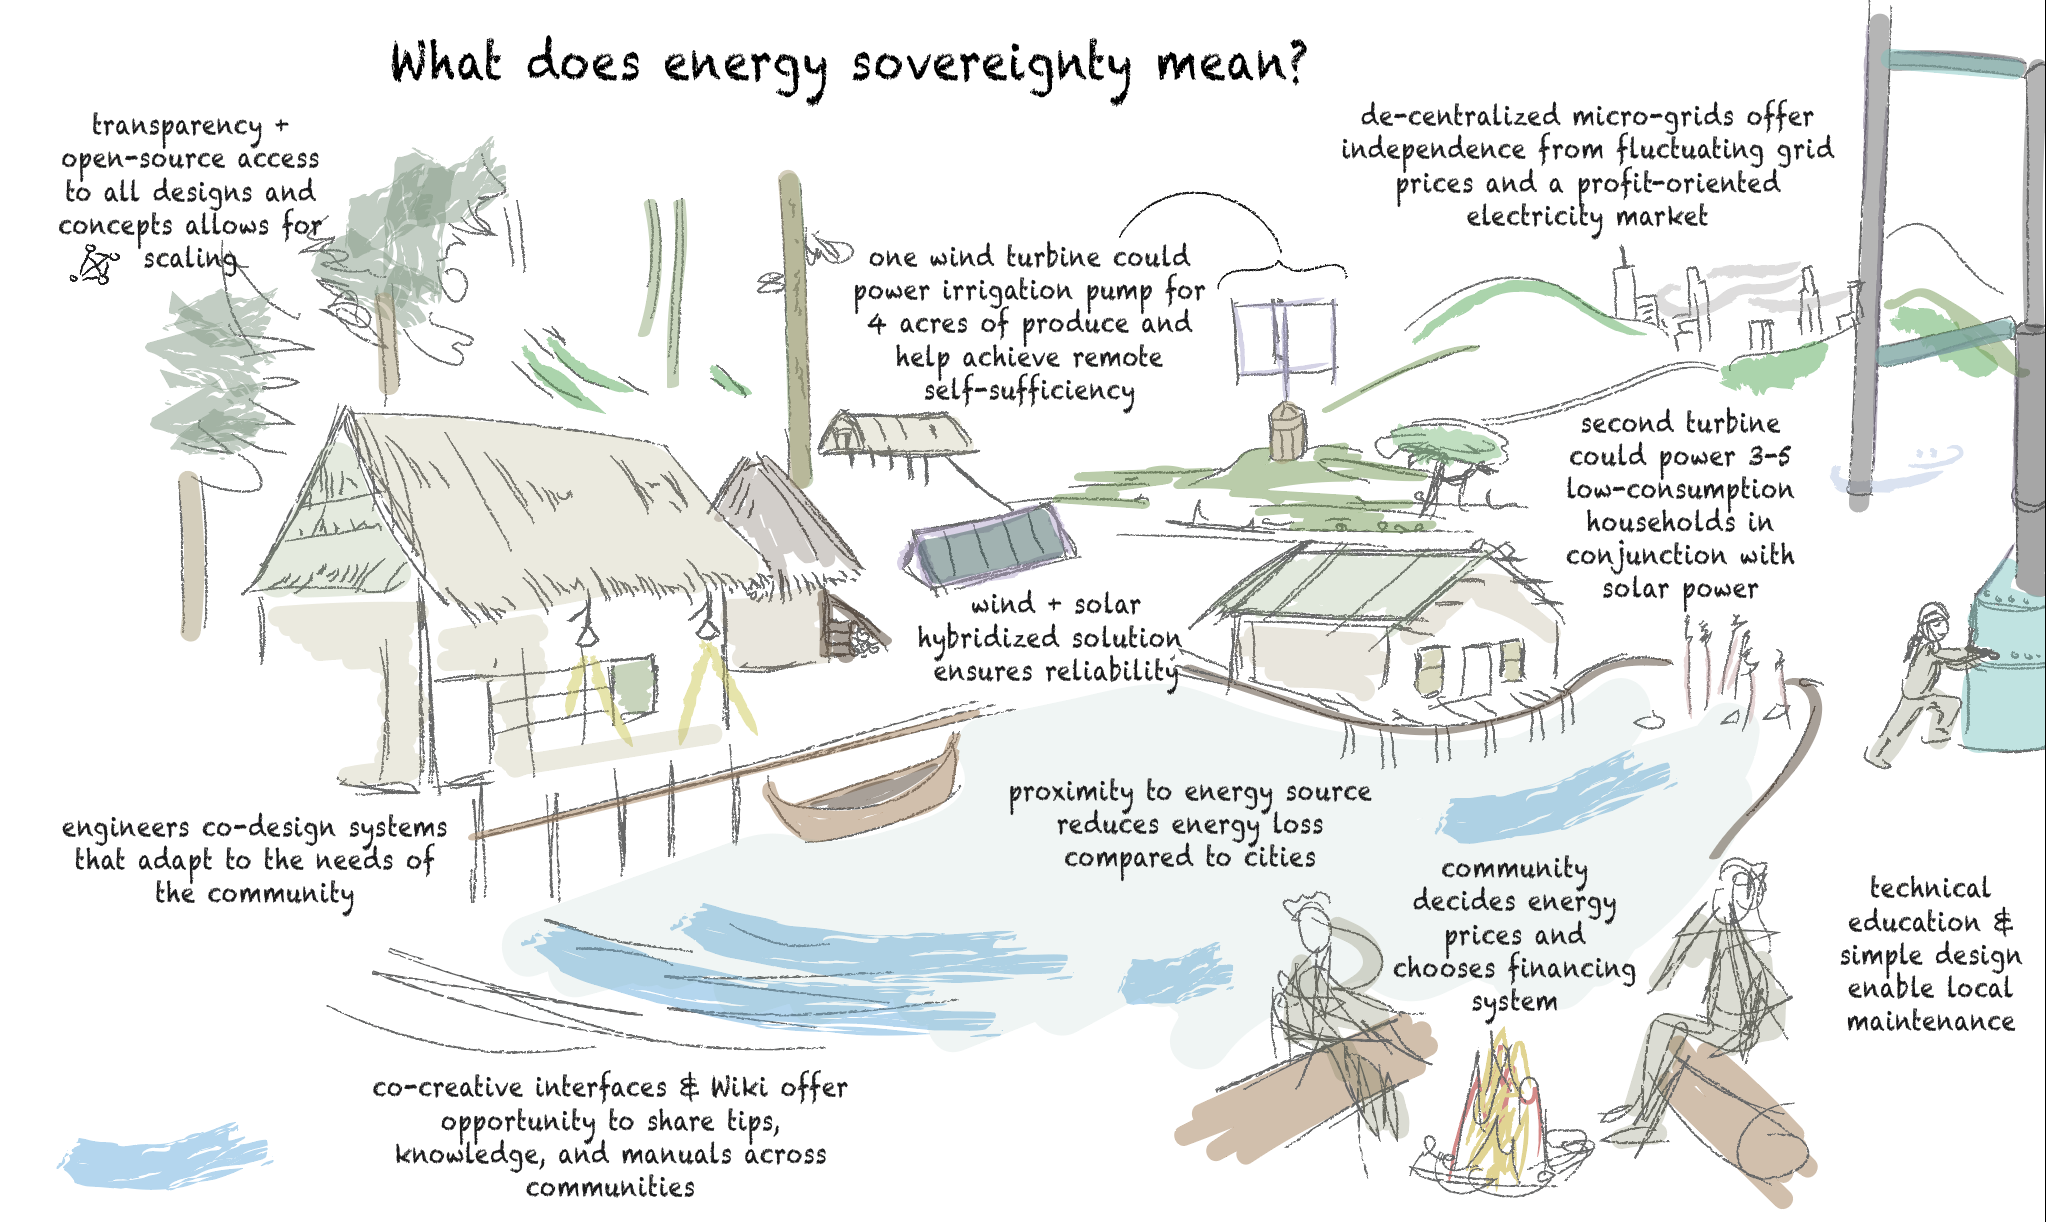 What does energy sovereignty mean?
transparency +
open-source access
to all designs and
concepts allows for
scaling
one wind turbine could
power irrigation pump for
4 acres of produce and
help achieve remote
self-sufficiency
de-centralized micro-grids offer
independence from fluctuating grid
prices and a profit-oriented
electricity market
second turbine
could power 3-5
low-consumption
households in
conjunction with
solar power
wind + solar
hybridized solution
ensures reliability
engineers co-design systems
that adapt to the needs of
the community
proximity to energy source
reduces energy loss
compared to cities
community
decides energy
prices and
chooses financing
system
technical
education &
simple design
enable local
maintenance
co-creative interfaces & Wiki offer
opportunity to share tips,
knowledge, and manuals across
communities